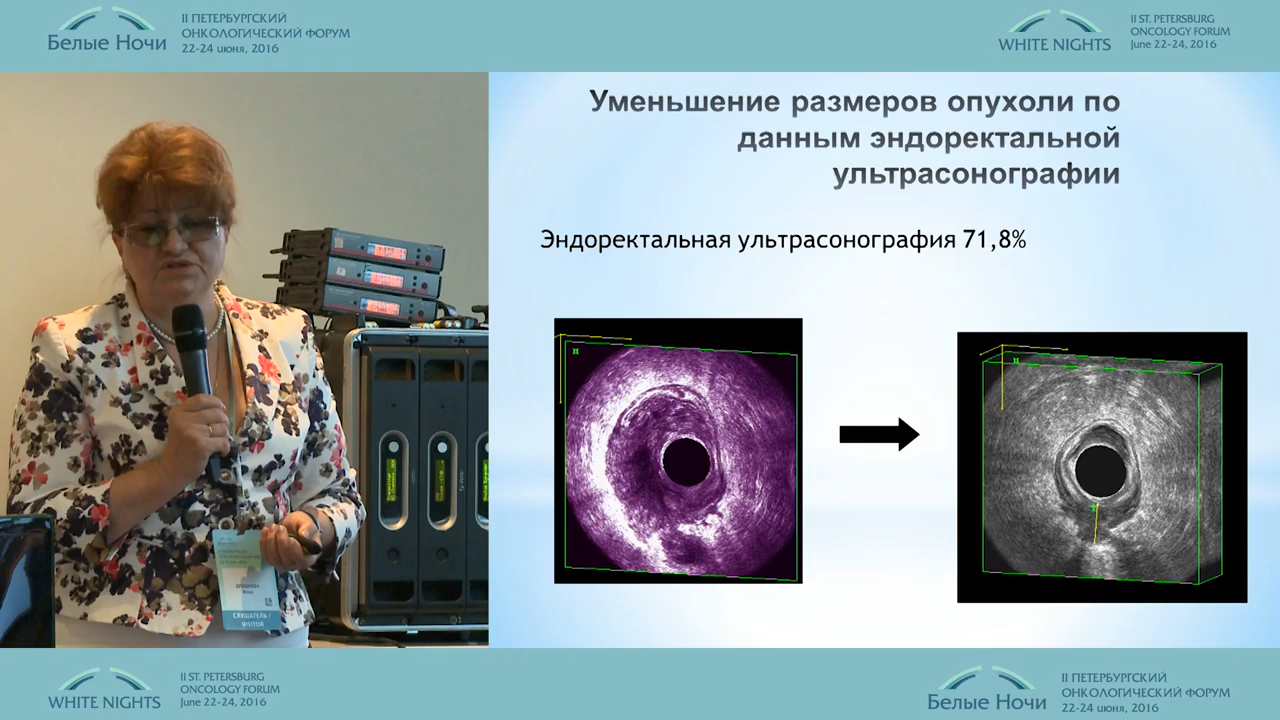 Белые Ночи
II ПЕТЕРБУРГСКИЙ
ОНКОЛОГИЧЕСКИЙ ФОРУМ
22-24 июня, 2016
WHITE NIGHTS
II ST. PETERSBURG
ONCOLOGY FORUM
June 22-24, 2016
Уменьшение размеров опухоли по
данным эндоректальной
ультрасонографии
Эндоректальная ультрасонография 71,8%
СЛУШАТЕЛЬ /
VISITOR
WHITE NIGHTS
II ST. PETERSBURG
ONCOLOGY FORUM
June 22-24, 2016
Белые Ночи
II ПЕТЕРБУРГСКИЙ
ОНКОЛОГИЧЕСКИЙ ФОРУМ
22-24 июня, 2016